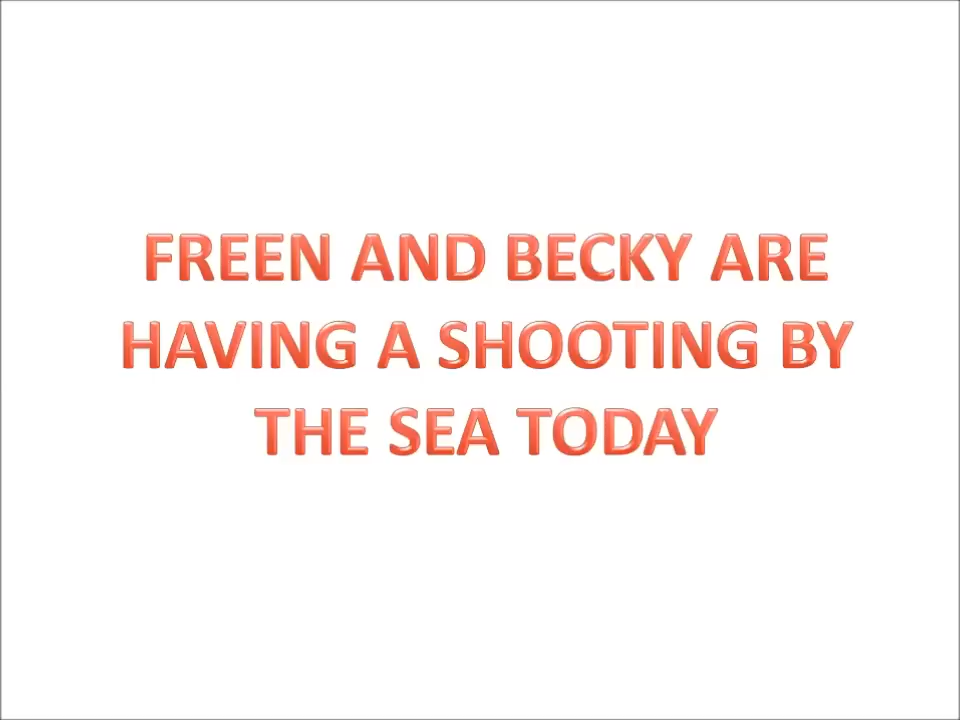 FREEN AND BECKY ARE
HAVING A SHOOTING BY
THE SEA TODAY